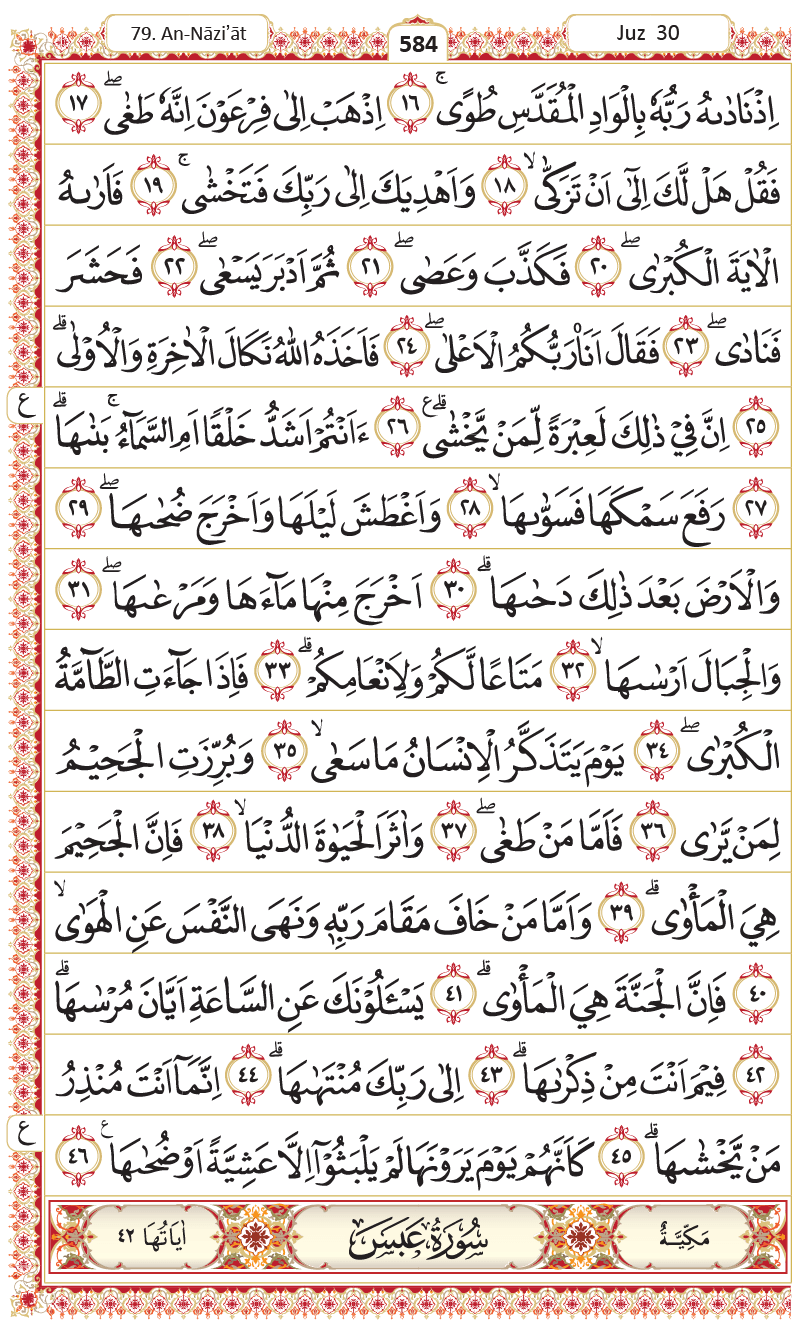 79. An-Nāzi’āt
584
Juz 30
اِذْ نَادٰىهُ رَبُّهٗ بِالْوَادِ الْمُقَدَّسِ طُوًىۚ ١٦ اِذْهَبْ اِلٰى فِرْعَوْنَ اِنَّهٗ طَغٰىۖ ١٧
فَقُلْ هَلْ لَّكَ اِلٰٓى اَنْ تَزَكّٰىۙ ١٨ وَاَهْدِيَكَ اِلٰى رَبِّكَ فَتَخْشٰىۚ ١٩ فَاَرٰىهُ
الْاٰيَةَ الْكُبْرٰىۖ ٢٠ فَكَذَّبَ وَعَصٰىۖ ٢١ ثُمَّ اَدْبَرَ يَسْعٰىۖ ٢٢ فَحَشَرَ
فَنَادٰىۖ ٢٣ فَقَالَ اَنَا۠ رَبُّكُمُ الْاَعْلٰىۖ ٢٤ فَاَخَذَهُ اللّٰهُ نَكَالَ الْاٰخِرَةِ وَالْاُوْلٰىۗ
٢٥ اِنَّ فِيْ ذٰلِكَ لَعِبْرَةً لِّمَنْ يَّخْشٰىۗ ع ٢٦ ءَاَنْتُمْ اَشَدُّ خَلْقًا اَمِ السَّمَاۤءُۚ بَنٰىهَاۗ
ع
٢٧ رَفَعَ سَمْكَهَا فَسَوّٰىهَاۙ ٢٨ وَاَغْطَشَ لَيْلَهَا وَاَخْرَجَ ضُحٰىهَاۖ ٢٩
وَالْاَرْضَ بَعْدَ ذٰلِكَ دَحٰىهَاۗ ٣٠ اَخْرَجَ مِنْهَا مَاۤءَهَا وَمَرْعٰىهَاۖ ٣١
وَالْجِبَالَ اَرْسٰىهَاۙ ٣٢ مَتَاعًا لَّكُمْ وَلِاَنْعَامِكُمْۗ ٣٣ فَاِذَا جَاۤءَتِ الطَّاۤمَّةُ
الْكُبْرٰىۖ ٣٤ يَوْمَ يَتَذَكَّرُ الْاِنْسَانُ مَا سَعٰىۙ ٣٥ وَبُرِّزَتِ الْجَحِيْمُ
لِمَنْ يَّرٰى ٣٦ فَاَمَّا مَنْ طَغٰىۖ ٣٧ وَاٰثَرَ الْحَيٰوةَ الدُّنْيَاۙ ٣٨ فَاِنَّ الْجَحِيْمَ
هِيَ الْمَأْوٰىۗ ٣٩ وَاَمَّا مَنْ خَافَ مَقَامَ رَبِّهٖ وَنَهَى النَّفْسَ عَنِ الْهَوٰىۙ
٤٠ فَاِنَّ الْجَنَّةَ هِيَ الْمَأْوٰىۗ ٤١ يَسْـَٔلُوْنَكَ عَنِ السَّاعَةِ اَيَّانَ مُرْسٰىهَاۗ
٤٢ فِيْمَ اَنْتَ مِنْ ذِكْرٰىهَاۗ ٤٣ اِلٰى رَبِّكَ مُنْتَهٰىهَاۗ ٤٤ اِنَّمَآ اَنْتَ مُنْذِرُ
مَنْ يَّخْشٰىهَاۗ ٤٥ كَاَنَّهُمْ يَوْمَ يَرَوْنَهَا لَمْ يَلْبَثُوْٓا اِلَّا عَشِيَّةً اَوْ ضُحٰىهَا ع ٤٦
ع
مَكِيَّةٌ
سُوْرَةُ عَبَسَ
اٰيَاتُهَا ٤٢